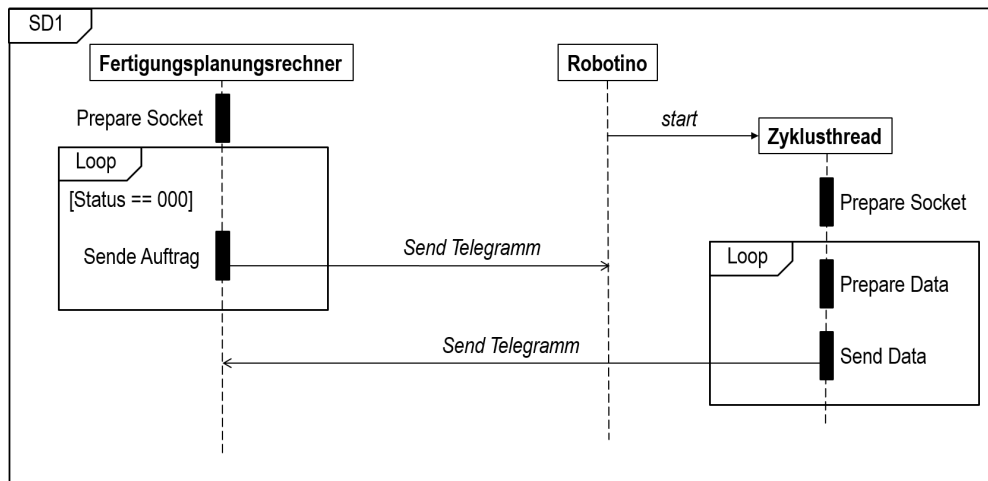 SD1
Fertigungsplanungsrechner
Robotino
Prepare Socket
start
Zyklusthread
Loop
[Status == 000]
Prepare Socket
Sende Auftrag
Send Telegramm
Loop
Prepare Data
Send Telegramm
Send Data